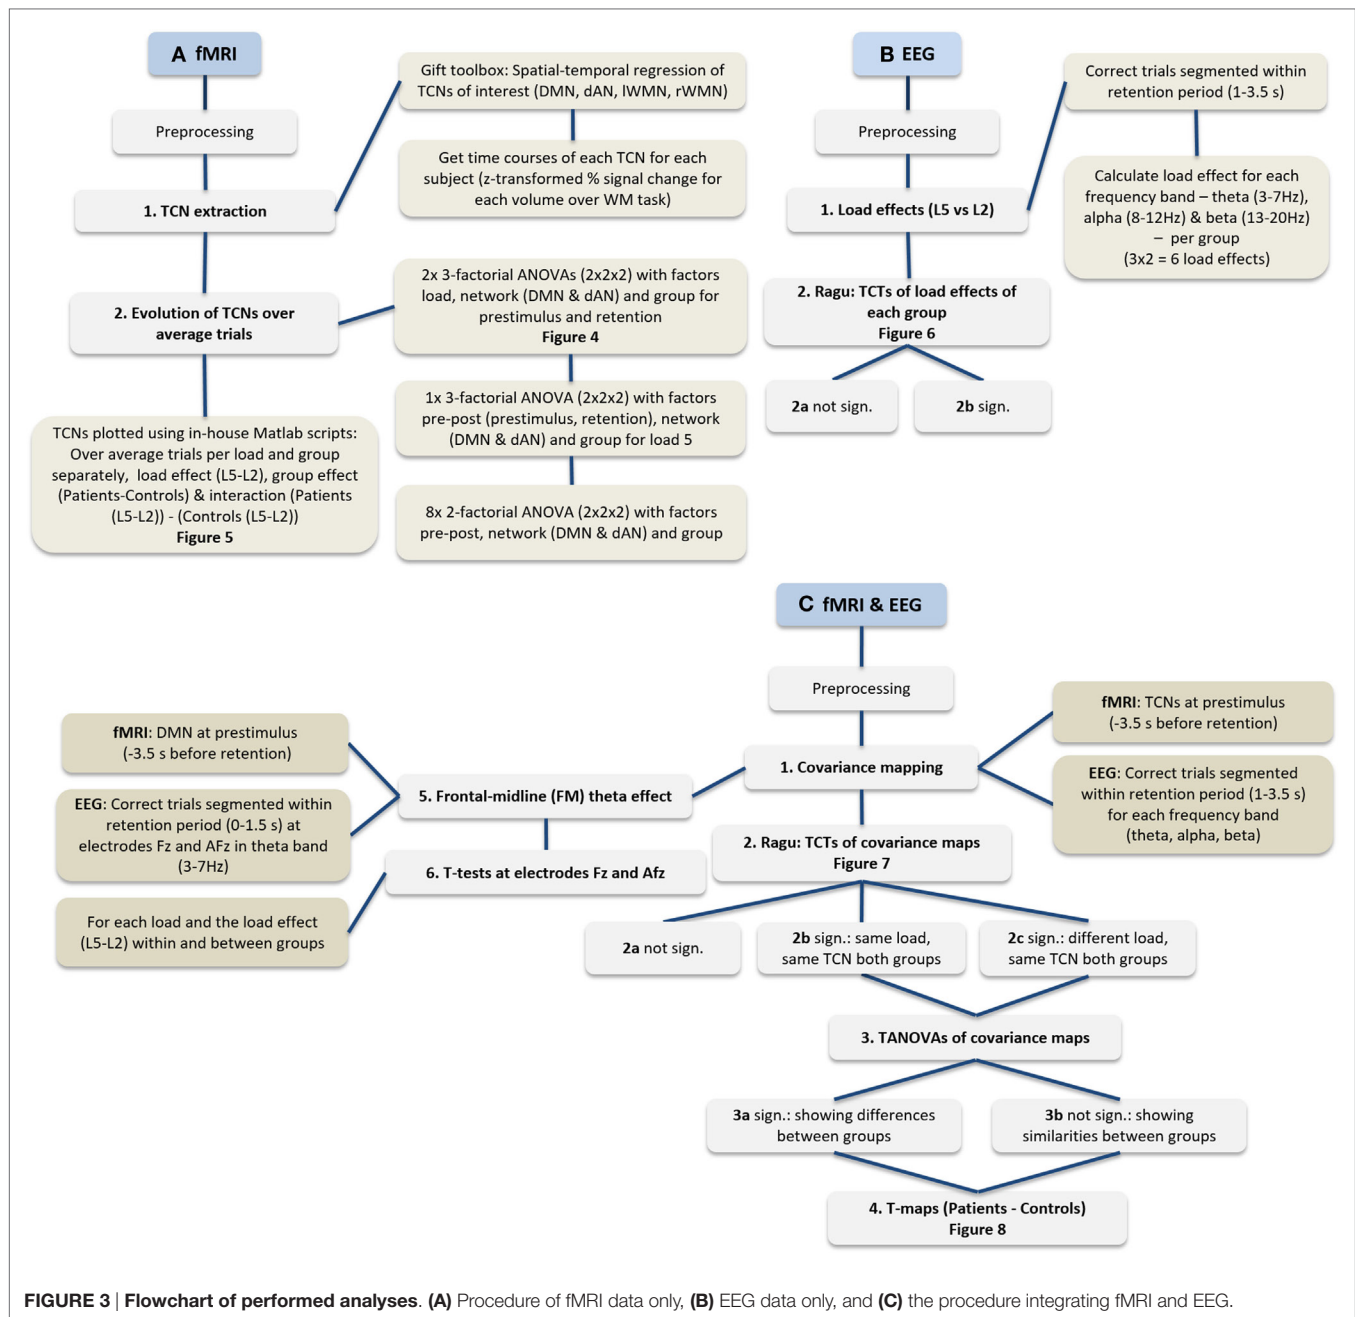 A fMRI
Preprocessing
1. TCN extraction
Gift toolbox: Spatial-temporal regression of
TCNs of interest (DMN, dAN, lWMN, rWMN)
Get time courses of each TCN for each
subject (z-transformed % signal change for
each volume over WM task)
2. Evolution of TCNs over
average trials
2x 3-factorial ANOVAs (2x2x2) with factors
load, network (DMN & dAN) and group for
prestimulus and retention
Figure 4
1x 3-factorial ANOVA (2x2x2) with factors
pre-post (prestimulus, retention), network
(DMN & dAN) and group for load 5
8x 2-factorial ANOVA (2x2x2) with factors
pre-post, network (DMN & dAN) and group
TCNs plotted using in-house Matlab scripts:
Over average trials per load and group
separately, load effect (L5-L2), group effect
(Patients-Controls) & interaction (Patients
(L5-L2)) - (Controls (L5-L2))
Figure 5
B EEG
Preprocessing
1. Load effects (L5 vs L2)
Correct trials segmented within
retention period (1-3.5 s)
Calculate load effect for each
frequency band – theta (3-7Hz),
alpha (8-12Hz) & beta (13-20Hz)
– per group
(3x2 = 6 load effects)
2. Ragu: TCTs of load effects of
each group
Figure 6
2a not sign.
2b sign.
C fMRI & EEG
Preprocessing
1. Covariance mapping
fMRI: TCNs at prestimulus
(-3.5 s before retention)
EEG: Correct trials segmented
within retention period (1-3.5 s)
for each frequency band
(theta, alpha, beta)
fMRI: DMN at prestimulus
(-3.5 s before retention)
EEG: Correct trials segmented within
retention period (0-1.5 s) at
electrodes Fz and AFz in theta band
(3-7Hz)
5. Frontal-midline (FM) theta effect
6. T-tests at electrodes Fz and Afz
For each load and the load effect
(L5-L2) within and between groups
2. Ragu: TCTs of covariance maps
Figure 7
2a not sign.
2b sign.: same load,
same TCN both groups
2c sign.: different load,
same TCN both groups
3. TANOVAs of covariance maps
3a sign.: showing differences
between groups
3b not sign.: showing
similarities between groups
4. T-maps (Patients - Controls)
Figure 8
FIGURE 3 | Flowchart of performed analyses. (A) Procedure of fMRI data only, (B) EEG data only, and (C) the procedure integrating fMRI and EEG.